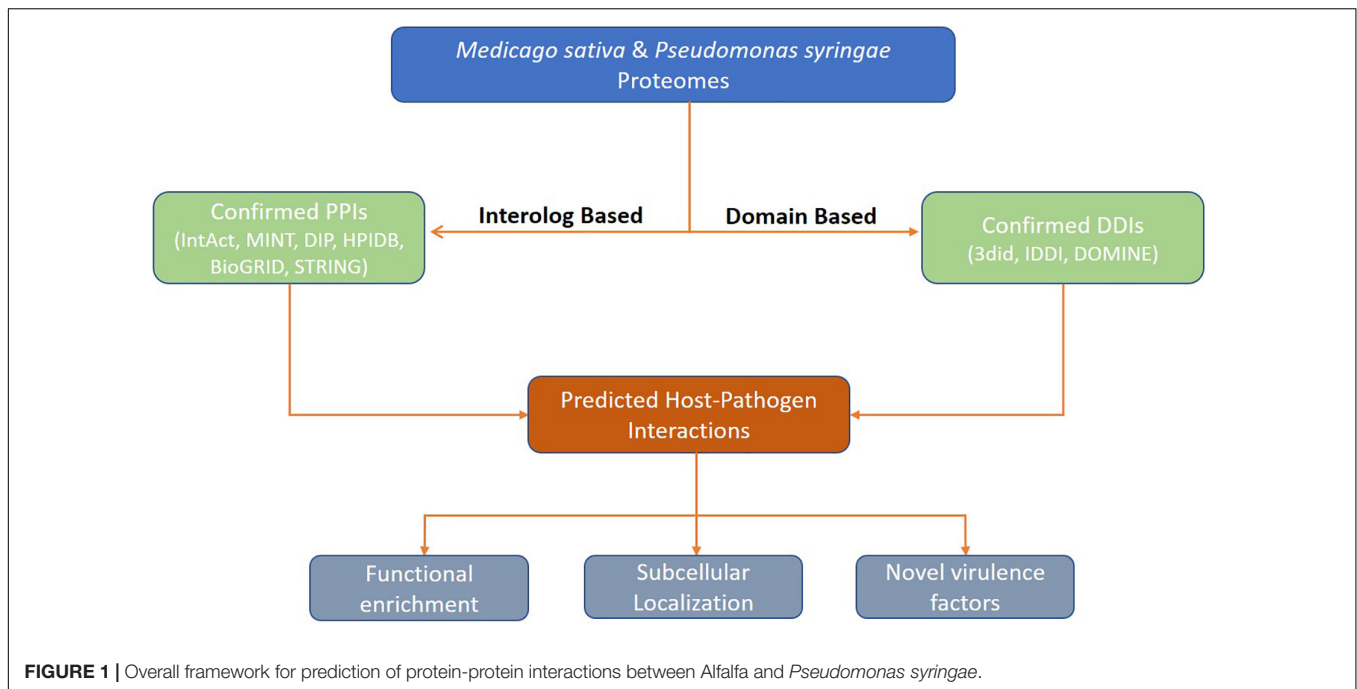 Medicago sativa & Pseudomonas syringae
Proteomes
Interolog Based
Domain Based
Confirmed PPIs
(IntAct, MINT, DIP, HPIDB,
BioGRID, STRING)
Confirmed DDIs
(3did, IDDI, DOMINE)
Predicted Host-Pathogen
Interactions
Functional
enrichment
Subcellular
Localization
Novel virulence
factors
FIGURE 1 | Overall framework for prediction of protein-protein interactions between Alfalfa and Pseudomonas syringae.